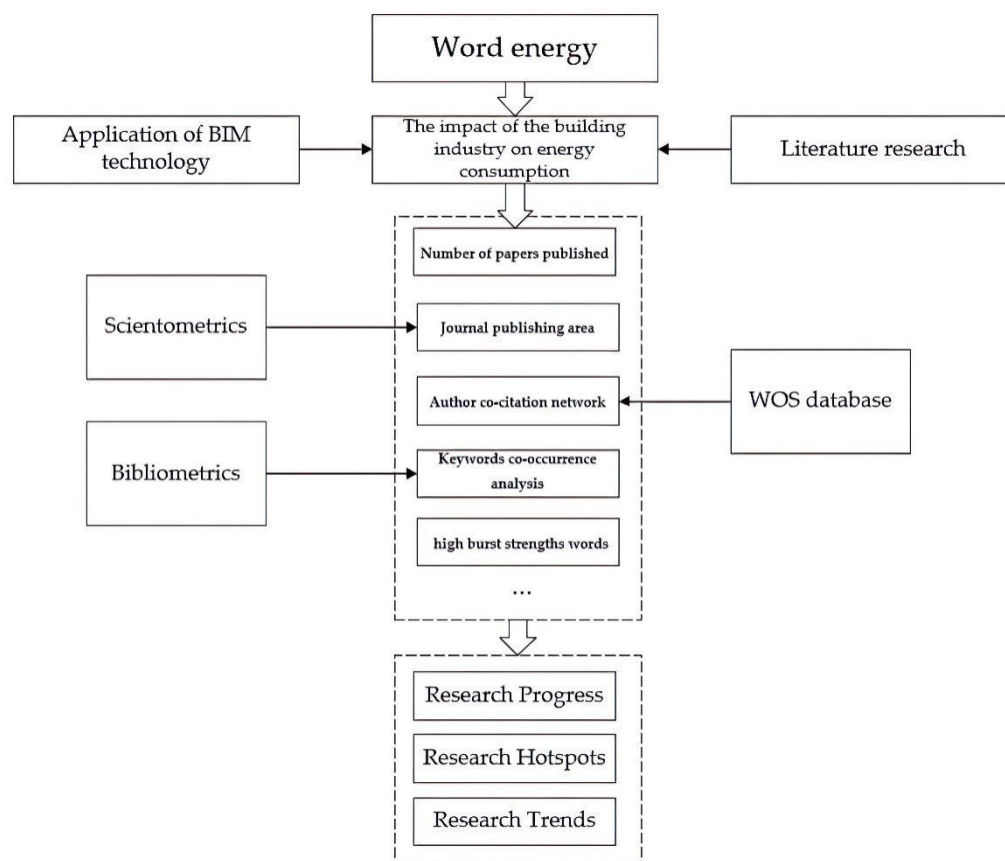 Word energy
Application of BIM
technology
The impact of the building
industry on energy
consumption
Literature research
Number of papers published
Scientometrics
Journal publishing area
Author co-citation network
WOS database
Bibliometrics
Keywords co-occurrence
analysis
high burst strengths words
...
Research Progress
Research Hotspots
Research Trends